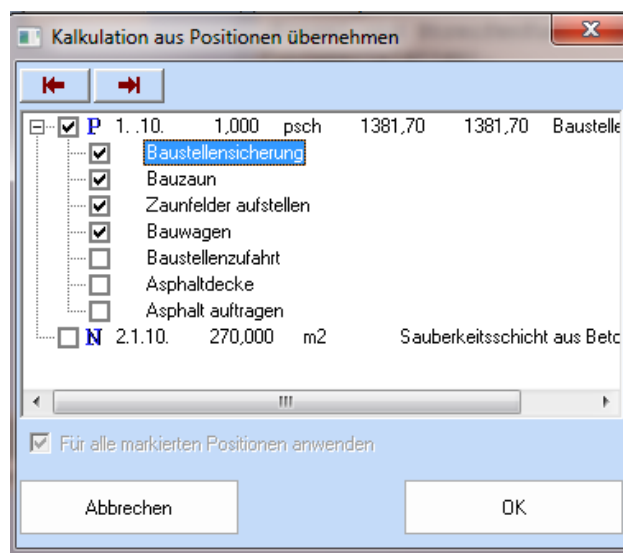 Kalkulation aus Positionen übernehmen
P 1. .10. 1,000 psch 1381,70 1381,70 Baustelle
Baustellensicherung
Bauzaun
Zaunfelder aufstellen
Bauwagen
Baustellenzufahrt
Asphaltdecke
Asphalt auftragen
N 2.1.10. 270,000 m2 Sauberkeitsschicht aus Beto
Für alle markierten Positionen anwenden
Abbrechen OK